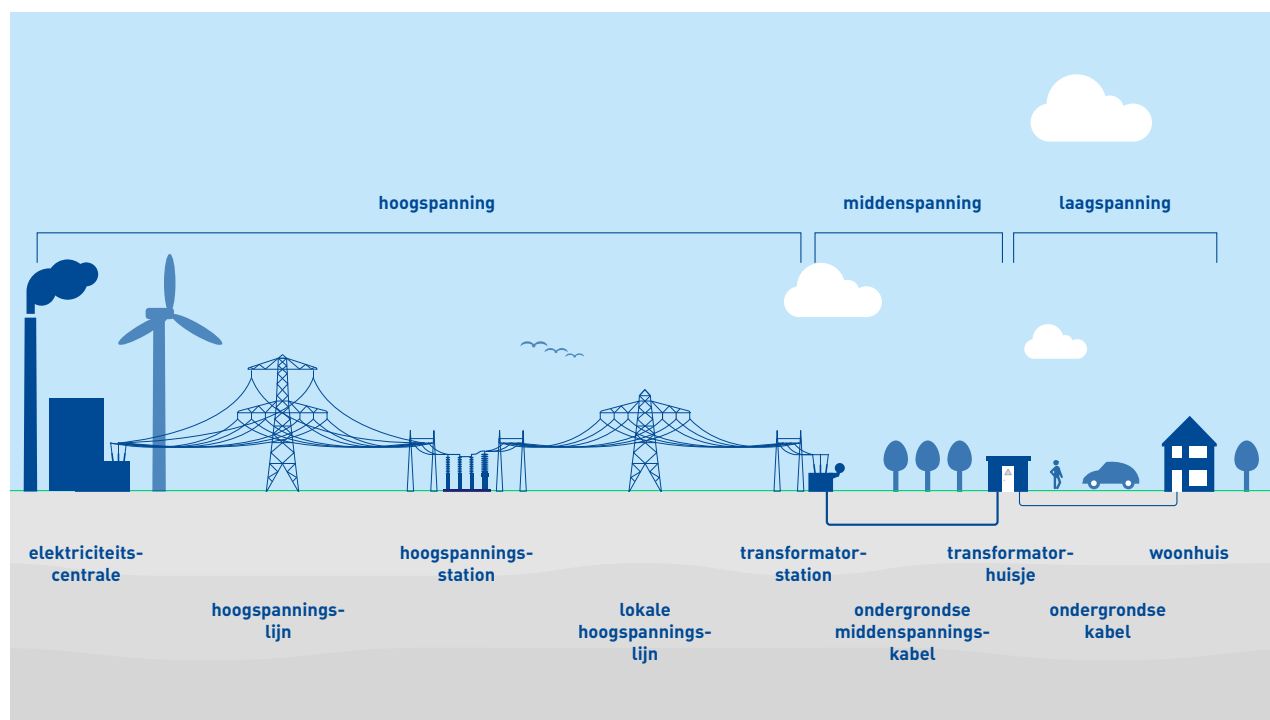 hoogspanning
middenspanning
laagspanning
elektriciteits-
centrale
hoogspannings-
station
transformator-
station
transformator-
huisje
woonhuis
hoogspannings-
lijn
lokale
hoogspannings-
lijn
ondergrondse
middenspannings-
kabel
ondergrondse
kabel